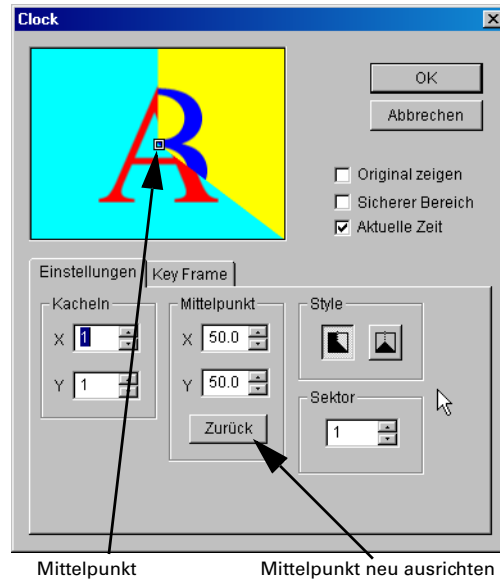 Clock
A B
OK
Abbrechen
Original zeigen
Sicherer Bereich
Aktuelle Zeit
Einstellungen Key Frame
Kacheln Mittelpunkt Style
X 1 X 50.0
Y 1 Y 50.0
Sektor
Zurück 1
Mittelpunkt Mittelpunkt neu ausrichten